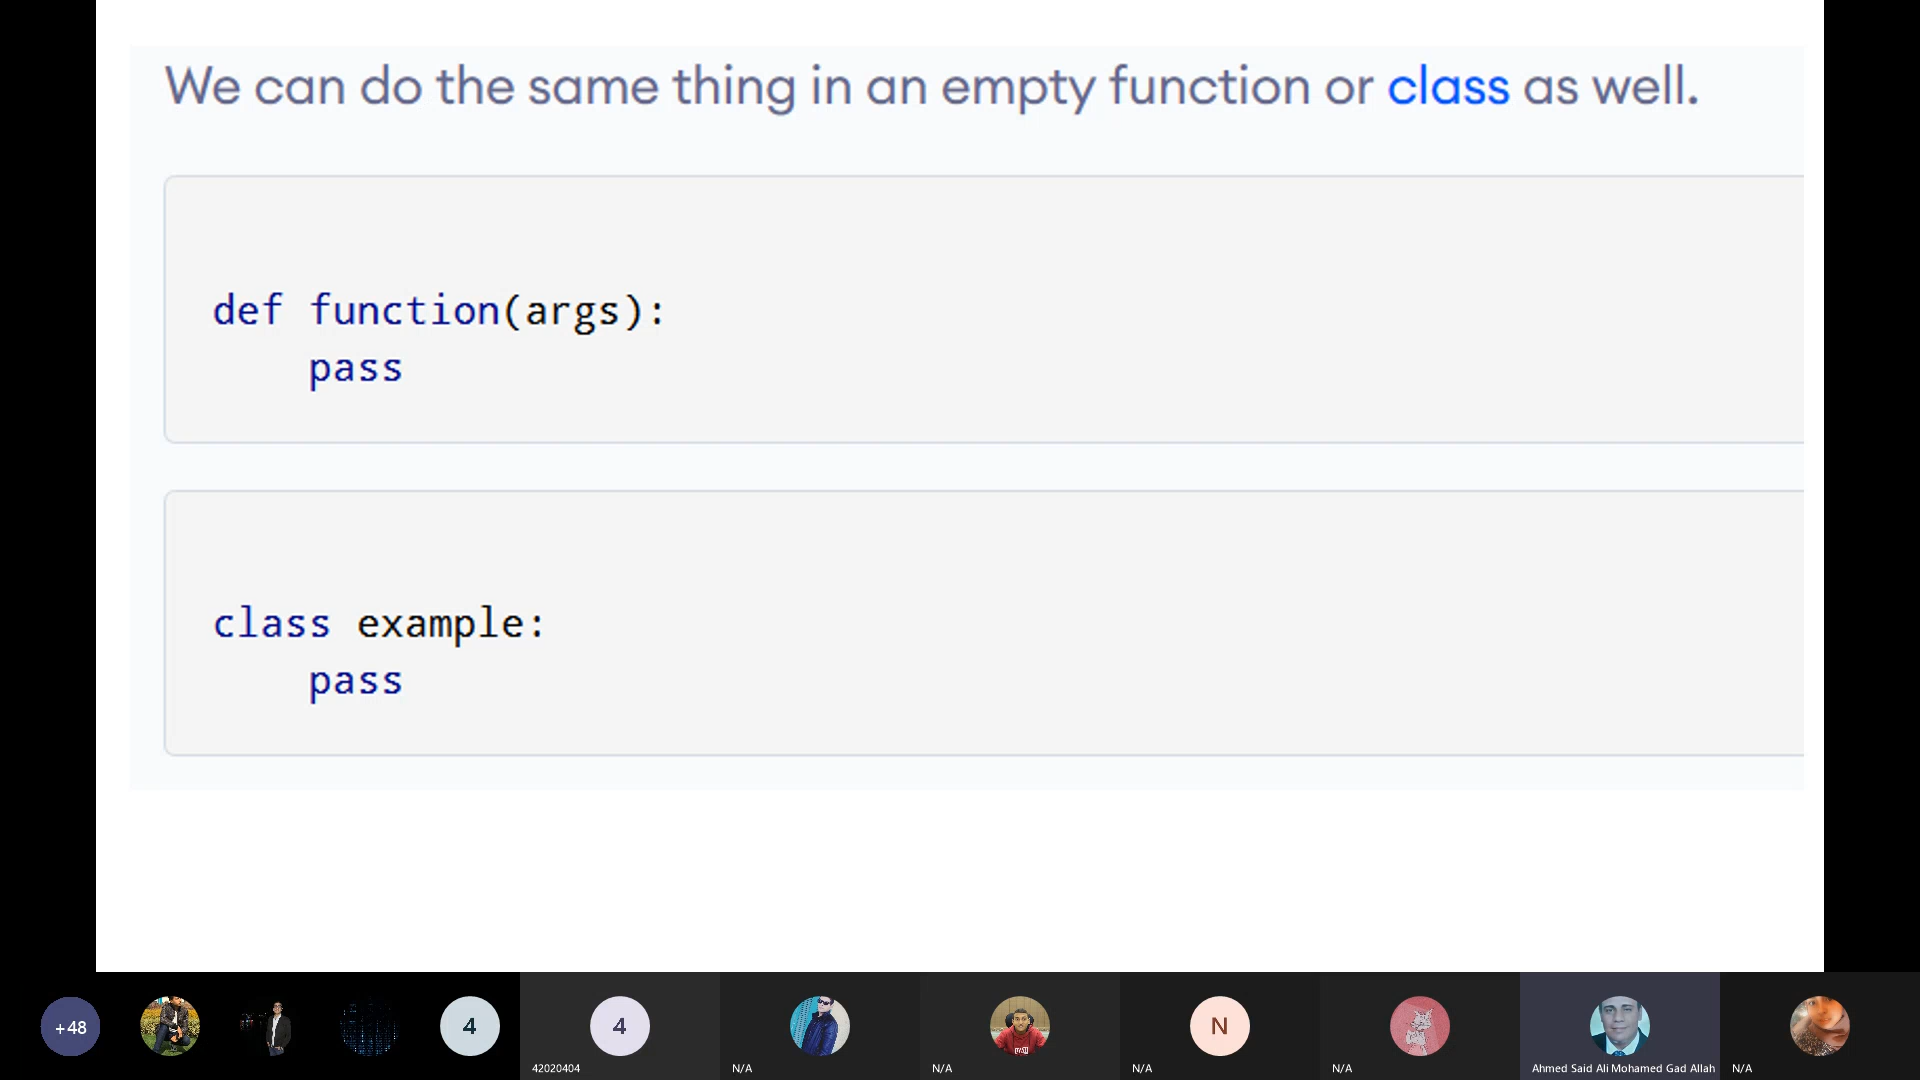 We can do the same thing in an empty function or class as well.
def function(args):
    pass
class example:
    pass
+48
4
4
N
42020404
N/A
N/A
N/A
N/A
Ahmed Said Ali Mohamed Gad Allah
N/A